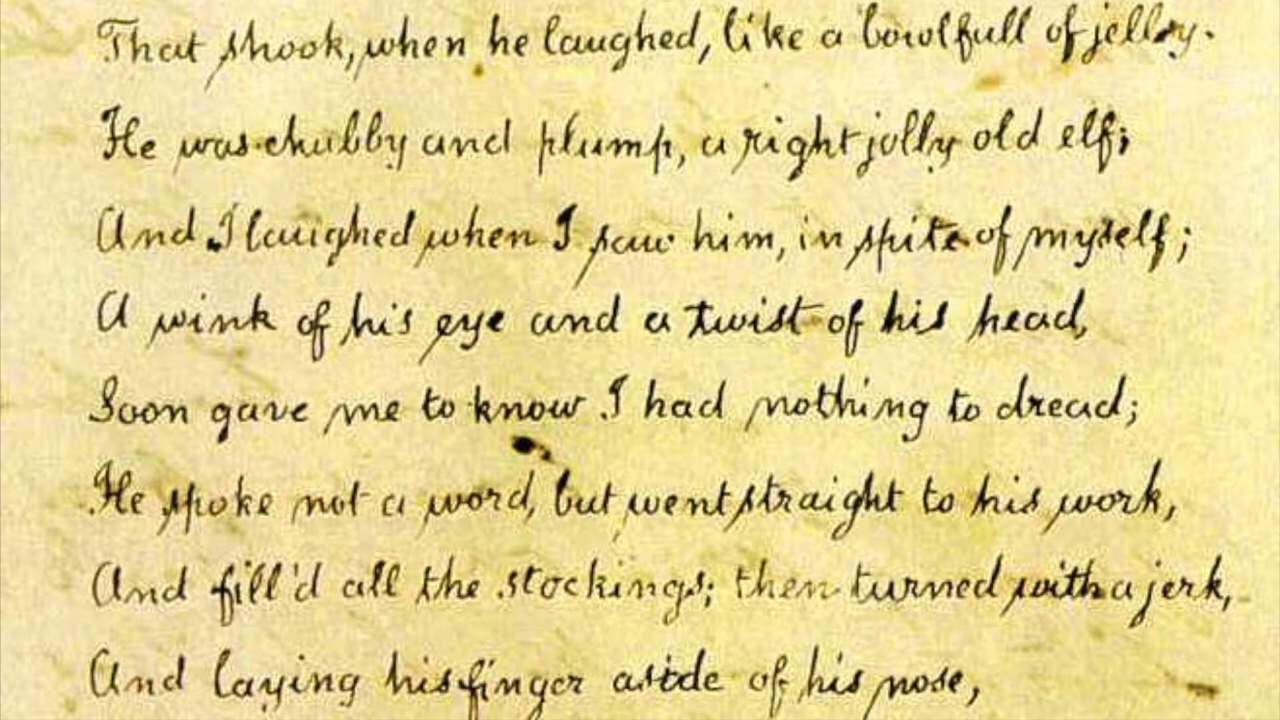 That shook, when he laughed, like a bowlfull of jelly.
He was chubby and plump, a right jolly old elf;
And I laughed when I saw him, in spite of myself;
A wink of his eye and a twist of his head,
Soon gave me to know I had nothing to dread;
He spoke not a word, but went straight to his work,
And fill'd all the stockings; then turned with a jerk,
And laying his finger aside of his nose,